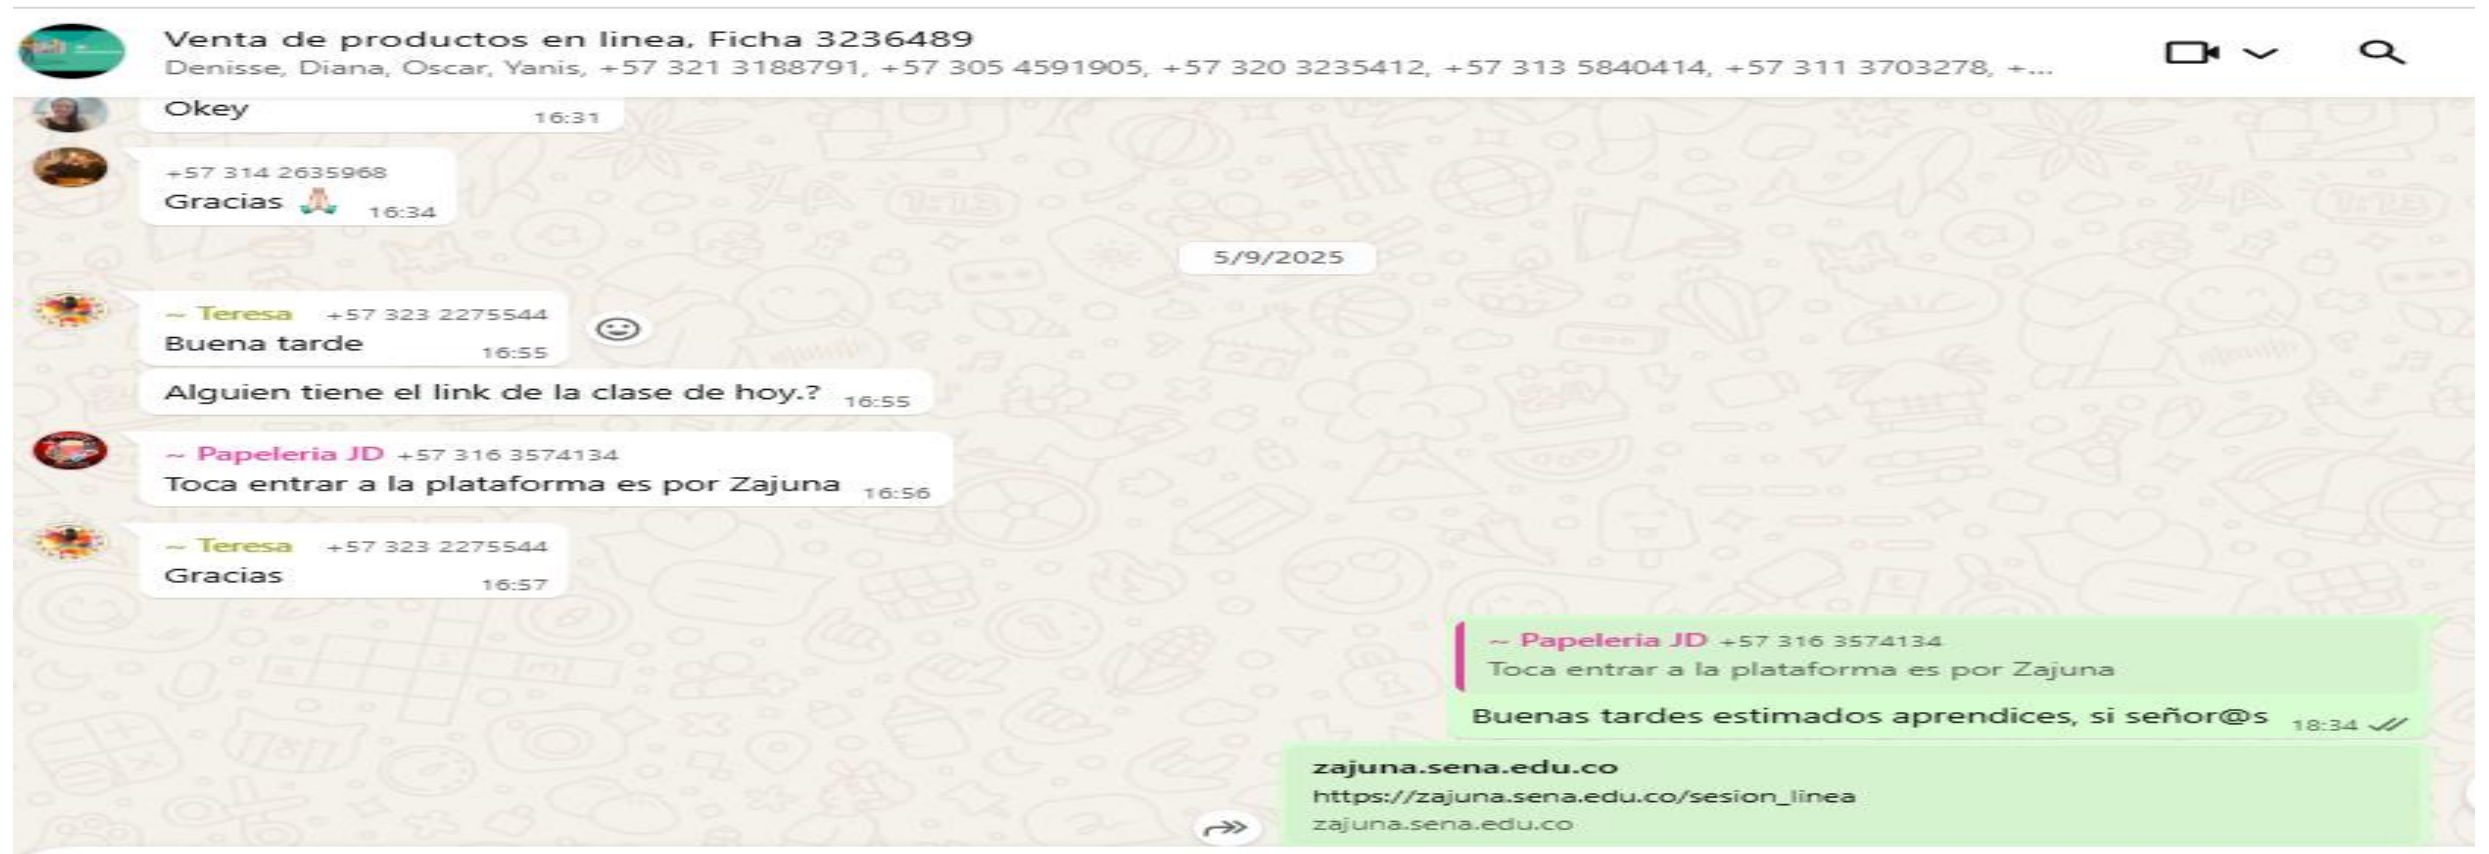 Venta de productos en linea, Ficha 3236489
Denisse, Diana, Oscar, Yanis, +57 321 3188791, +57 305 4591905, +57 320 3235412, +57 313 5840414, +57 311 3703278, +...
Okey 16:31
+57 314 2635968
Gracias 🙏🏻 16:34
5/9/2025
~ Teresa +57 323 2275544
Buena tarde 16:55
Alguien tiene el link de la clase de hoy.? 16:55
~ Papeleria JD +57 316 3574134
Toca entrar a la plataforma es por Zajuna 16:56
~ Teresa +57 323 2275544
Gracias 16:57
~ Papeleria JD +57 316 3574134
Toca entrar a la plataforma es por Zajuna
Buenas tardes estimados aprendices, si señor@s 18:34
zajuna.sena.edu.co
https://zajuna.sena.edu.co/sesion_linea
zajuna.sena.edu.co